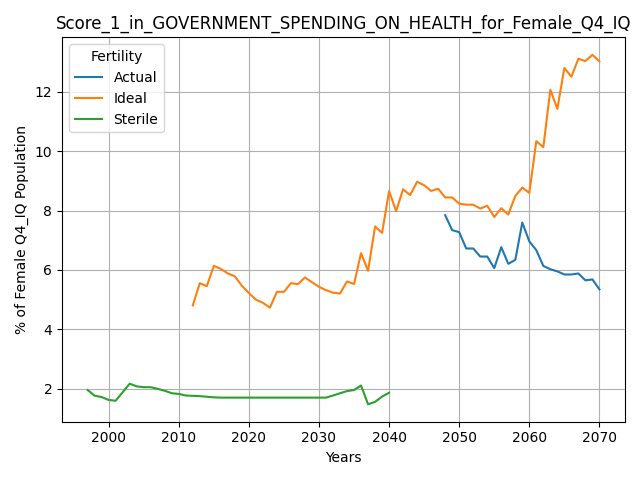 Score_1_in_GOVERNMENT_SPENDING_ON_HEALTH_for_Female_Q4_IQ
Fertility
Actual
Ideal
Sterile
% of Female Q4_IQ Population
12
10
8
6
4
2
2000 2010 2020 2030 2040 2050 2060 2070
Years